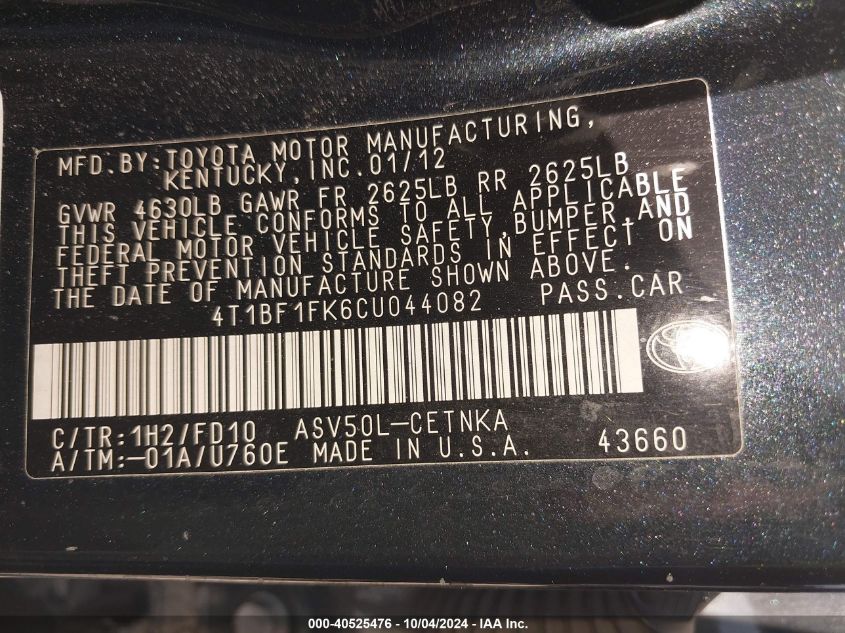 MFD.BY:TOYOTA MOTOR MANUFACTURING,
KENTUCKY,INC.01/12
GVWR 4630LB GAWR FR 2625LB RR 2625LB
THIS VEHICLE CONFORMS TO ALL APPLICABLE
FEDERAL MOTOR VEHICLE SAFETY,BUMPER,AND
THEFT PREVENTION STANDARDS IN EFFECT ON
THE DATE OF MANUFACTURE SHOWN ABOVE.
4T1BF1FK6CU044082 PASS.CAR
C/TR:1H2/FD10 ASV50L-CETNKA
A/TM:-01A/U760E MADE IN U.S.A. 43660
000-40525476 - 10/04/2024 - IAA Inc.